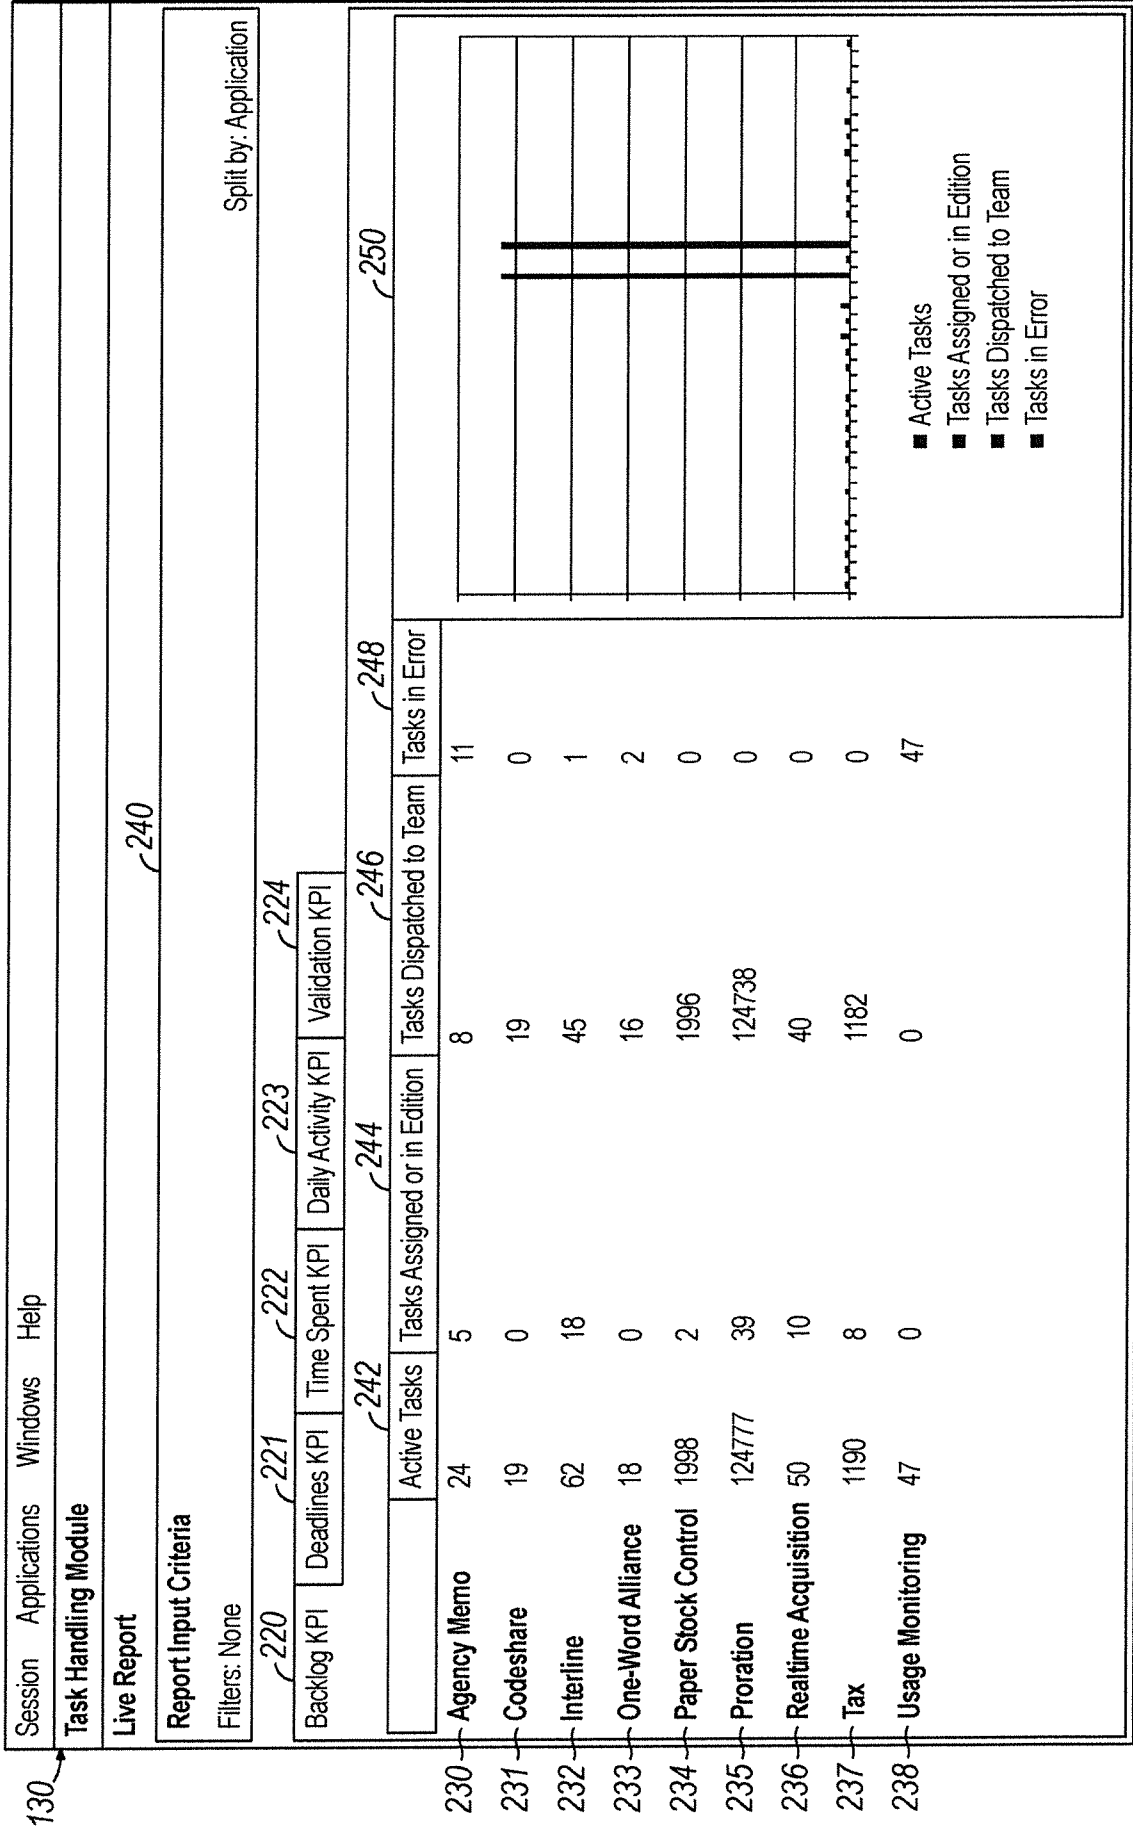 130
Session Applications Windows Help
Task Handling Module
Live Report
240
Report Input Criteria
Filters: None
Split by: Application
220 221 222 223 224
Backlog KPI Deadlines KPI Time Spent KPI Daily Activity KPI Validation KPI
242 244 246 248 250
Active Tasks Tasks Assigned or in Edition Tasks Dispatched to Team Tasks in Error
230 Agency Memo 24 5 8 11
231 Codeshare 19 0 19 0
232 Interline 62 18 45 1
233 One-Word Alliance 18 0 16 2
234 Paper Stock Control 1998 2 1996 0
235 Proration 124777 39 124738 0
236 Realtime Acquisition 50 10 40 0
237 Tax 1190 8 1182 0
238 Usage Monitoring 47 0 0 47
Active Tasks
Tasks Assigned or in Edition
Tasks Dispatched to Team
Tasks in Error